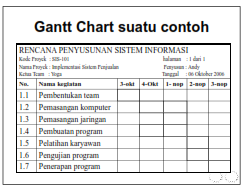 Gantt Chart suatu contoh
RENCANA PENYUSUNAN SISTEM INFORMASI
Kode Proyek : SIS-101 halaman : 1 dari 1
Nama Proyek : Implementasi Sistem Penjualan Penyusun : Andy
Ketua Team : Yoga Tanggal : 06 Oktober 2006
No. Nama kegiatan 3-okt 4-Okt 1- nop 2-nop 3-nop
1.1 Pembentukan team
1.2 Pemasangan komputer
1.3 Pemasangan jaringan
1.4 Pembuatan program
1.5 Pelatihan karyawan
1.6 Pengujian program
1.7 Penerapan program